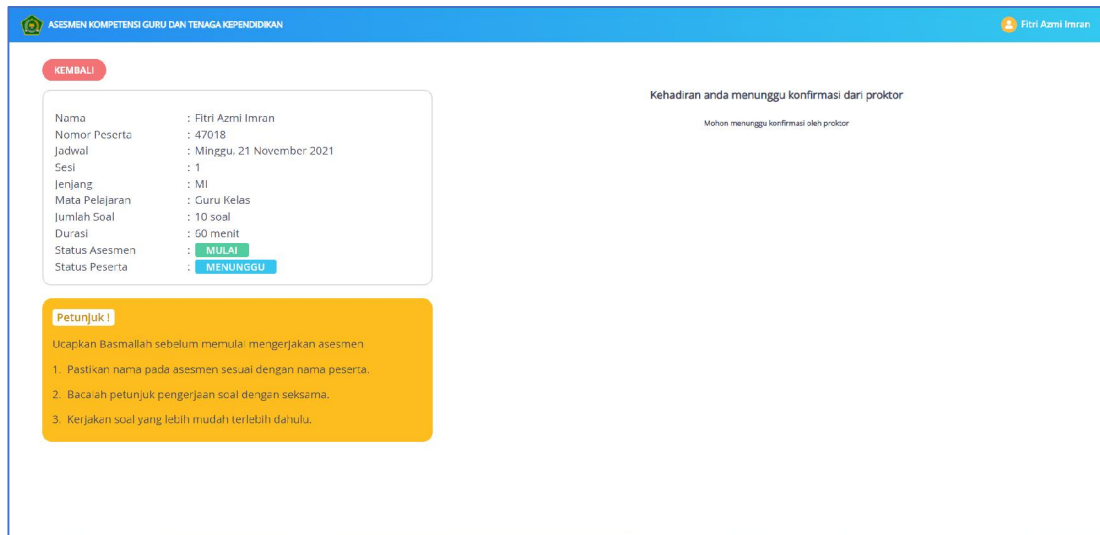 ASESMEN KOMPETENSI GURU DAN TENAGA KEPENDIDIKAN
Fitri Azmi Imran
KEMBALI
Nama : Fitri Azmi Imran
Nomor Peserta : 47018
Jadwal : Minggu, 21 November 2021
Sesi : 1
Jenjang : MI
Mata Pelajaran : Guru Kelas
Jumlah Soal : 10 soal
Durasi : 60 menit
Status Asesmen : MULAI
Status Peserta : MENUNGGU
Petunjuk !
Ucapkan Basmallah sebelum memulai mengerjakan asesmen
1. Pastikan nama pada asesmen sesuai dengan nama peserta.
2. Bacalah petunjuk pengerjaan soal dengan seksama.
3. Kerjakan soal yang lebih mudah terlebih dahulu.
Kehadiran anda menunggu konfirmasi dari proktor
Mohon menunggu konfirmasi oleh proktor